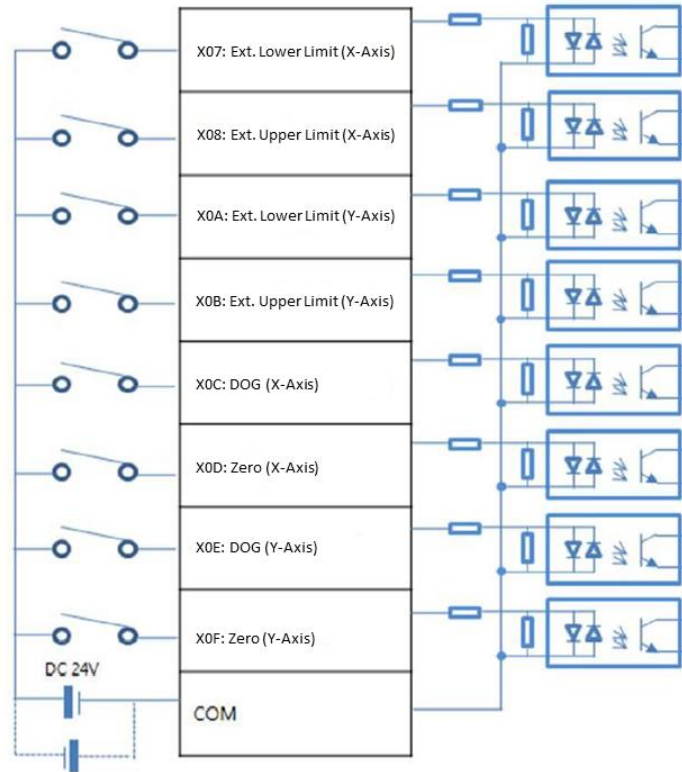 X07: Ext. Lower Limit (X-Axis)
X08: Ext. Upper Limit (X-Axis)
X0A: Ext. Lower Limit (Y-Axis)
X0B: Ext. Upper Limit (Y-Axis)
X0C: DOG (X-Axis)
X0D: Zero (X-Axis)
X0E: DOG (Y-Axis)
X0F: Zero (Y-Axis)
DC 24V
COM